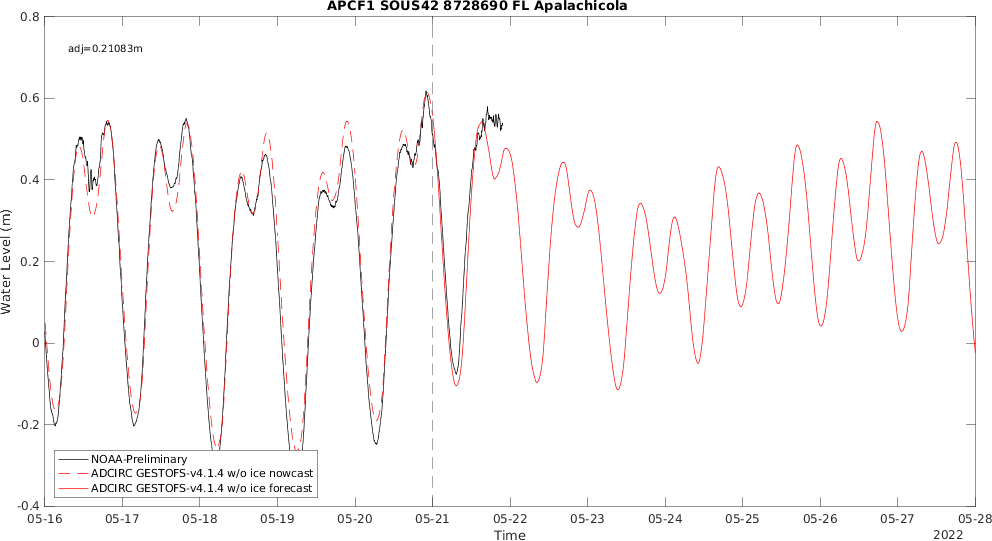 APCF1 SOUS42 8728690 FL Apalachicola
adj=0.21083m
0.8
0.6
0.4
0.2
0
-0.2
-0.4
Water Level (m)
NOAA-Preliminary
ADCIRC GESTOFS-v4.1.4 w/o ice nowcast
ADCIRC GESTOFS-v4.1.4 w/o ice forecast
05-16 05-17 05-18 05-19 05-20 05-21 05-22 05-23 05-24 05-25 05-26 05-27 05-28
Time
2022